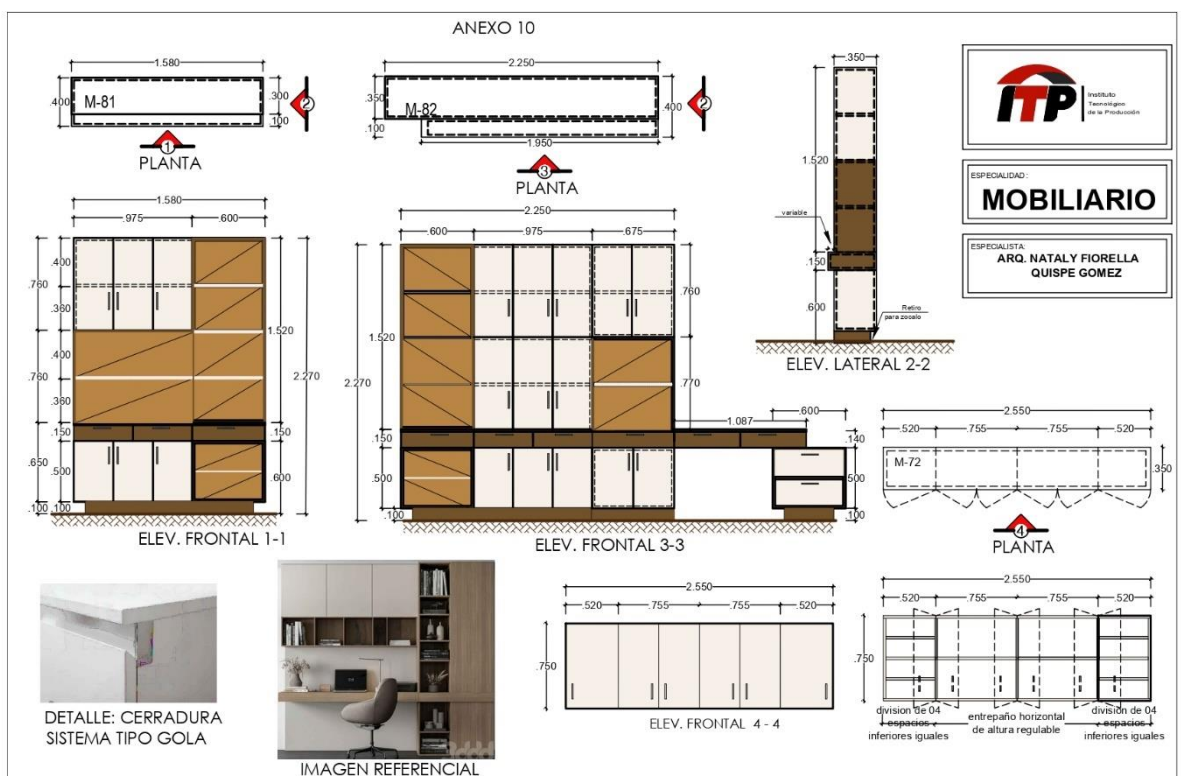 ANEXO 10
1.580
.400
M-81
.300
.100
2
1
PLANTA
2.250
.350
M-82
.100
.400
2
1.950
3
PLANTA
.350
1.520
variable
.150
.600
Retiro
para zocalo
ELEV. LATERAL 2-2
ITP
Instituto
Tecnológico
de la Producción
ESPECIALIDAD:
MOBILIARIO
ESPECIALISTA:
ARQ. NATALY FIORELLA
QUISPE GOMEZ
1.580
.975
.600
.400
.760
.360
.400
.760
.360
.150
.650
.500
.100
.100
1.520
2.270
.150
.600
ELEV. FRONTAL 1-1
2.250
.600
.975
.675
1.520
2.270
.150
.500
.100
.760
.770
1.087
.600
.140
.500
.100
ELEV. FRONTAL 3-3
2.550
.520
.755
.755
.520
M-72
.350
4
PLANTA
DETALLE: CERRADURA
SISTEMA TIPO GOLA
IMAGEN REFERENCIAL
2.550
.520
.755
.755
.520
.750
ELEV. FRONTAL 4 - 4
2.550
.520
.755
.755
.520
.750
division de 04
espacios
inferiores iguales
entrepaño horizontal
de altura regulable
division de 04
espacios
inferiores iguales